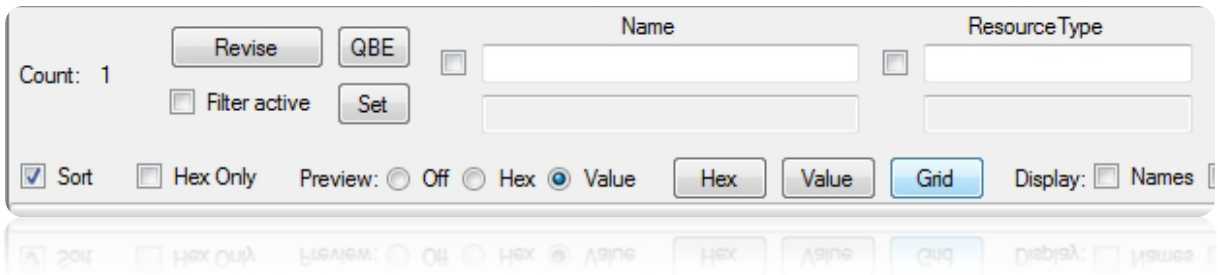 Name ResourceType
Revise QBE
Count: 1
Filter active Set
Sort Hex Only Preview: Off Hex Value Hex Value Grid Display: Names